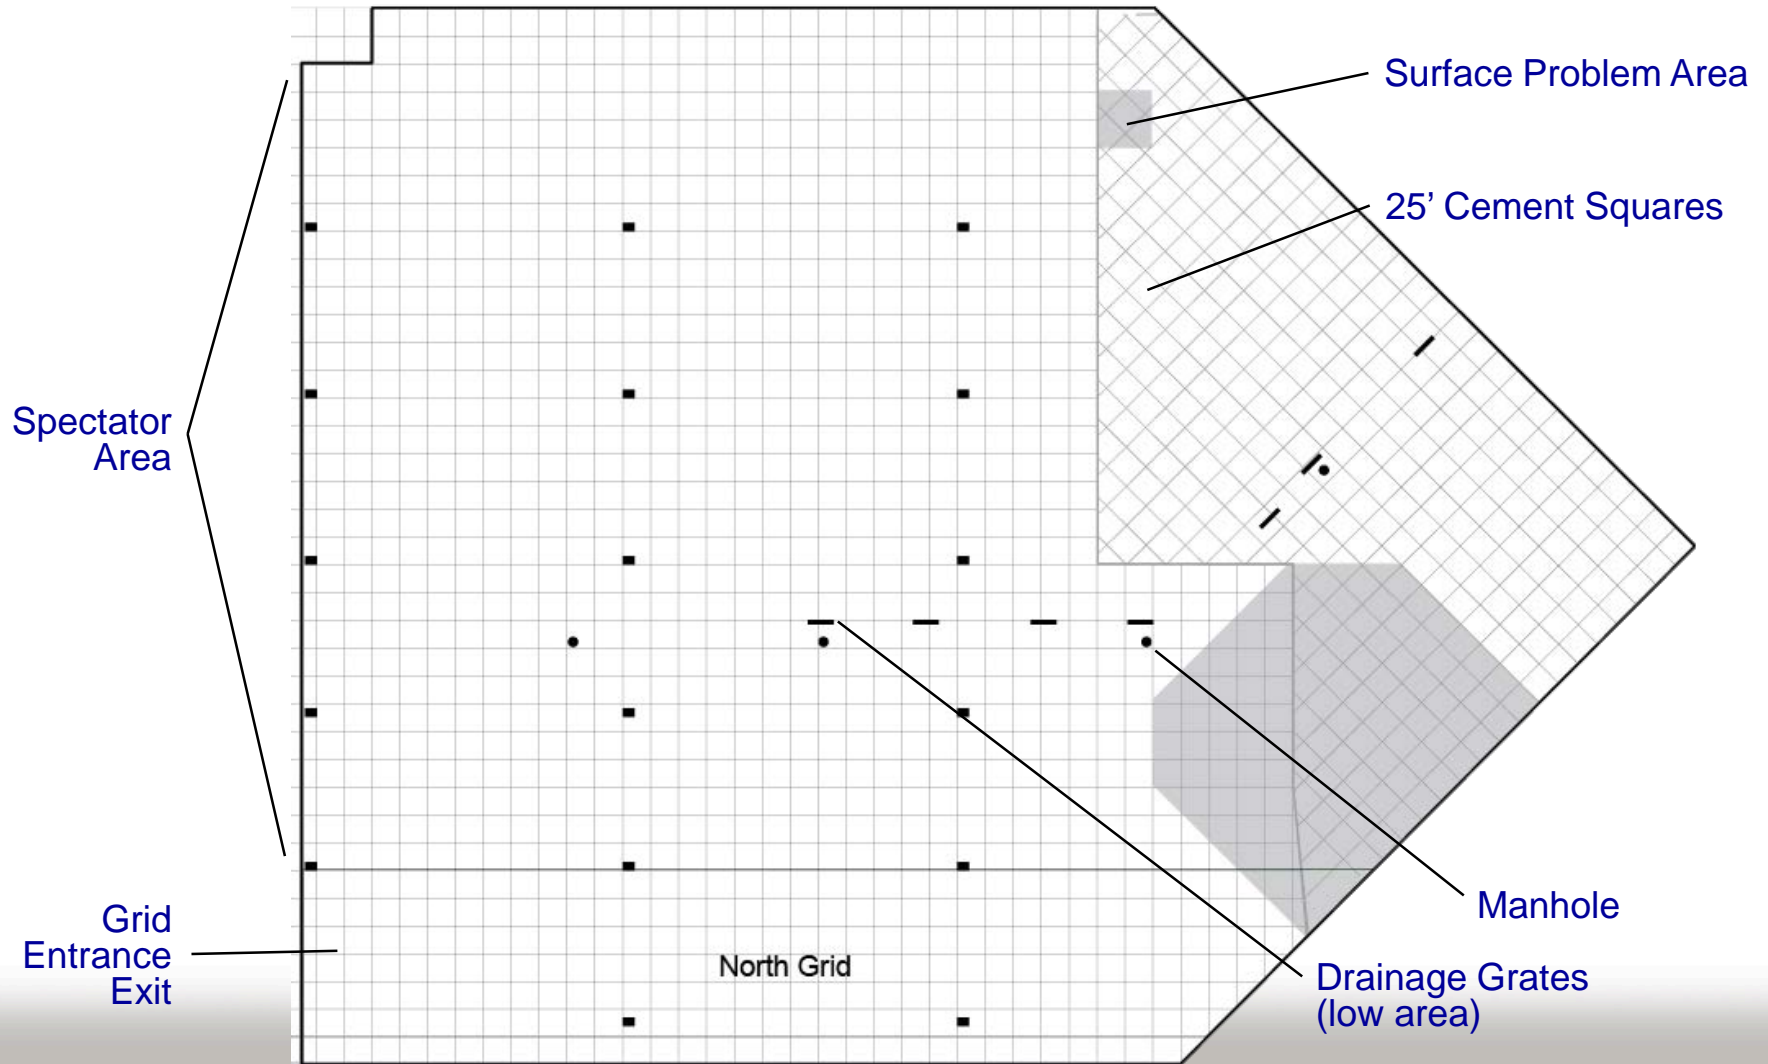 Surface Problem Area
25’ Cement Squares
Spectator
Area
Grid
Entrance
Exit
North Grid
Manhole
Drainage Grates
(low area)